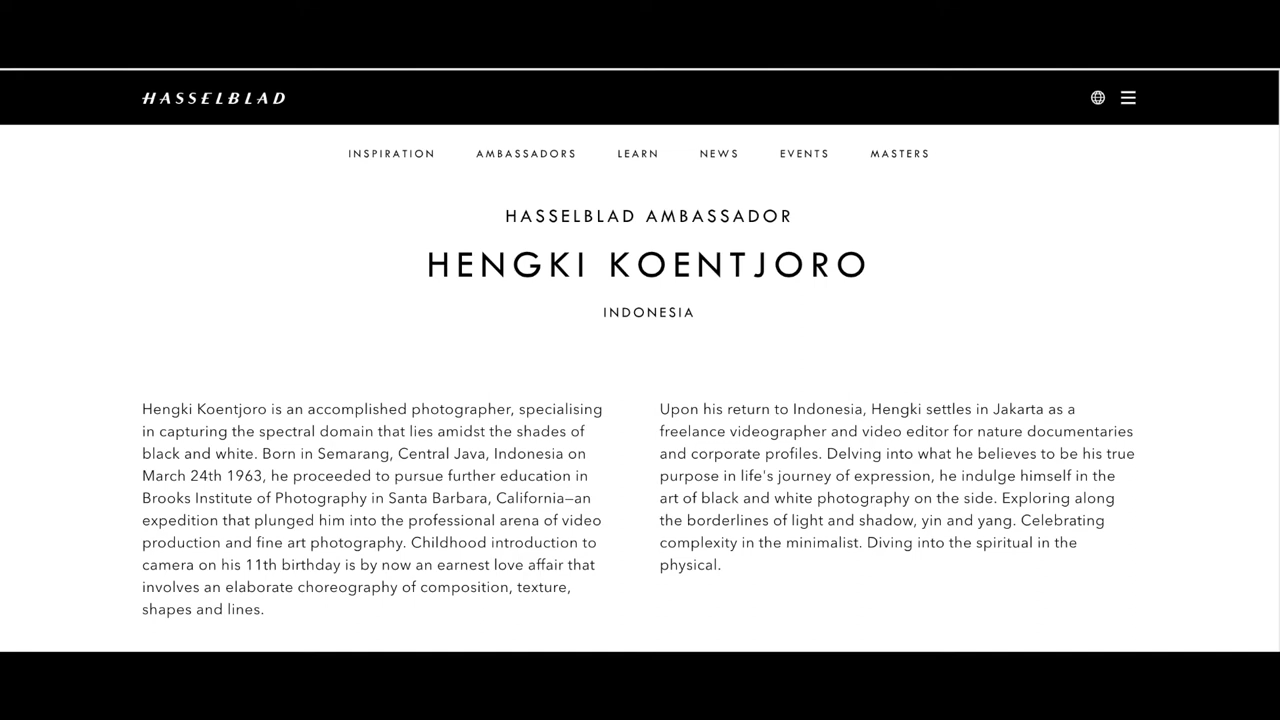 HASSELBLAD
INSPIRATION AMBASSADORS LEARN NEWS EVENTS MASTERS
HASSELBLAD AMBASSADOR
HENGKI KOENTJORO
INDONESIA
Hengki Koentjoro is an accomplished photographer, specialising
in capturing the spectral domain that lies amidst the shades of
black and white. Born in Semarang, Central Java, Indonesia on
March 24th 1963, he proceeded to pursue further education in
Brooks Institute of Photography in Santa Barbara, California—an
expedition that plunged him into the professional arena of video
production and fine art photography. Childhood introduction to
camera on his 11th birthday is by now an earnest love affair that
involves an elaborate choreography of composition, texture,
shapes and lines.
Upon his return to Indonesia, Hengki settles in Jakarta as a
freelance videographer and video editor for nature documentaries
and corporate profiles. Delving into what he believes to be his true
purpose in life's journey of expression, he indulge himself in the
art of black and white photography on the side. Exploring along
the borderlines of light and shadow, yin and yang. Celebrating
complexity in the minimalist. Diving into the spiritual in the
physical.